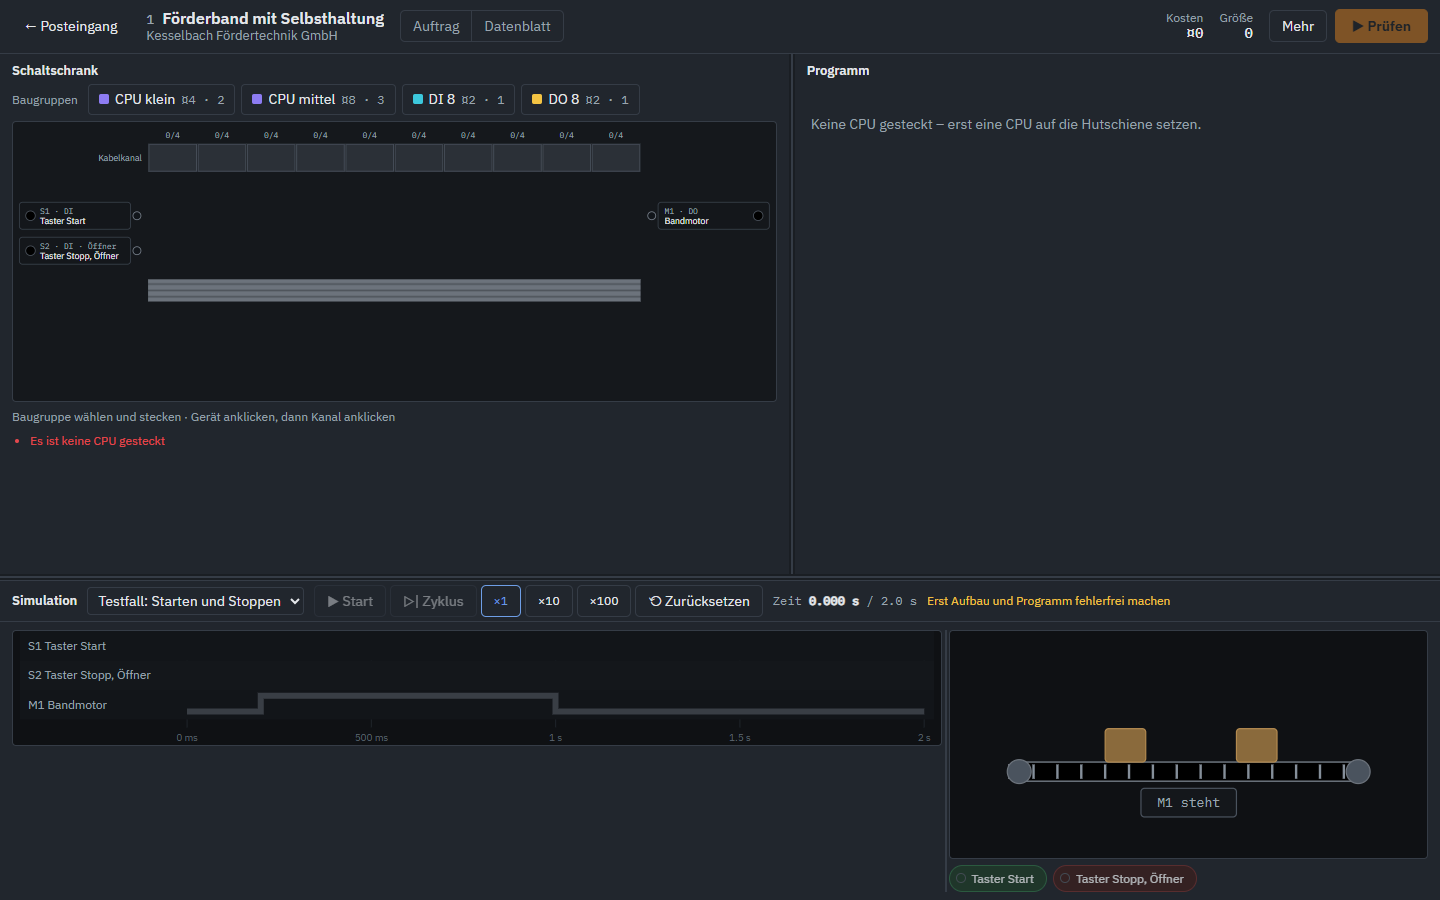 ← Posteingang
1 Förderband mit Selbsthaltung
Kesselbach Fördertechnik GmbH
Auftrag
Datenblatt
Kosten
¤0
Größe
0
Mehr
▶ Prüfen
Schaltschrank
Baugruppen
CPU klein ¤4 · 2
CPU mittel ¤8 · 3
DI 8 ¤2 · 1
DO 8 ¤2 · 1
0/4 0/4 0/4 0/4 0/4 0/4 0/4 0/4 0/4 0/4
Kabelkanal
S1 · DI
Taster Start
S2 · DI · Öffner
Taster Stopp, Öffner
M1 · DO
Bandmotor
Baugruppe wählen und stecken · Gerät anklicken, dann Kanal anklicken
• Es ist keine CPU gesteckt
Programm
Keine CPU gesteckt – erst eine CPU auf die Hutschiene setzen.
Simulation
Testfall: Starten und Stoppen
▶ Start
▷| Zyklus
×1
×10
×100
Zurücksetzen
Zeit 0.000 s / 2.0 s
Erst Aufbau und Programm fehlerfrei machen
S1 Taster Start
S2 Taster Stopp, Öffner
M1 Bandmotor
0 ms 500 ms 1 s 1.5 s 2 s
M1 steht
Taster Start
Taster Stopp, Öffner